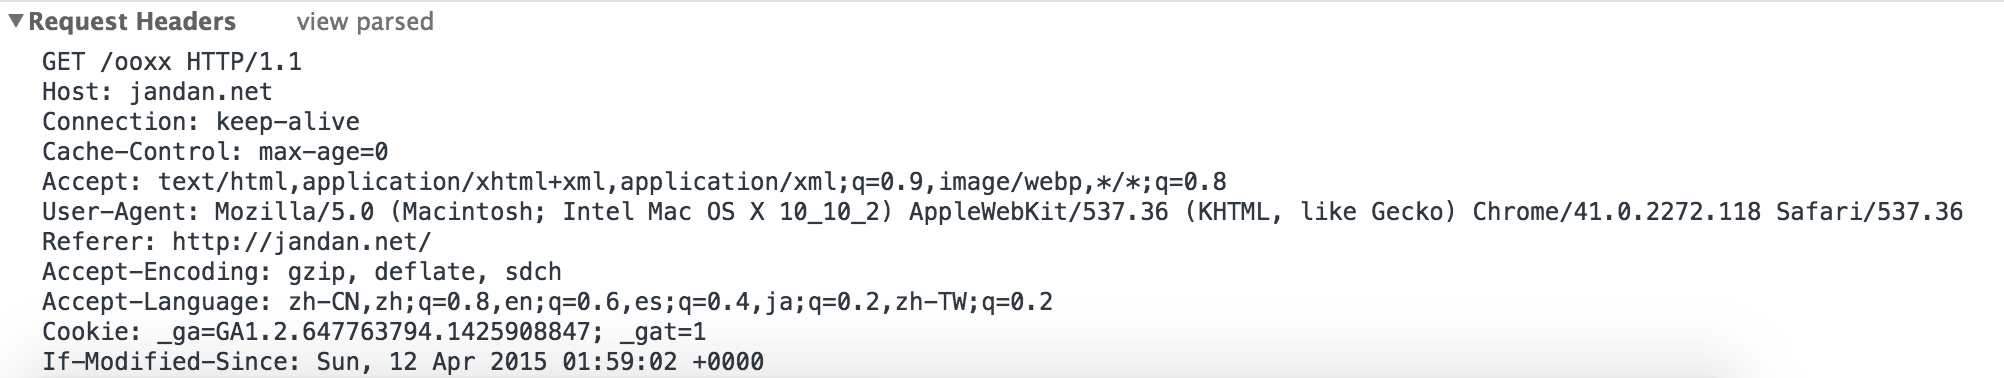 Request Headers view parsed
GET /ooxx HTTP/1.1
Host: jandan.net
Connection: keep-alive
Cache-Control: max-age=0
Accept: text/html,application/xhtml+xml,application/xml;q=0.9,image/webp,*/*;q=0.8
User-Agent: Mozilla/5.0 (Macintosh; Intel Mac OS X 10_10_2) AppleWebKit/537.36 (KHTML, like Gecko) Chrome/41.0.2272.118 Safari/537.36
Referer: http://jandan.net/
Accept-Encoding: gzip, deflate, sdch
Accept-Language: zh-CN,zh;q=0.8,en;q=0.6,es;q=0.4,ja;q=0.2,zh-TW;q=0.2
Cookie: _ga=GA1.2.647763794.1425908847; _gat=1
If-Modified-Since: Sun, 12 Apr 2015 01:59:02 +0000